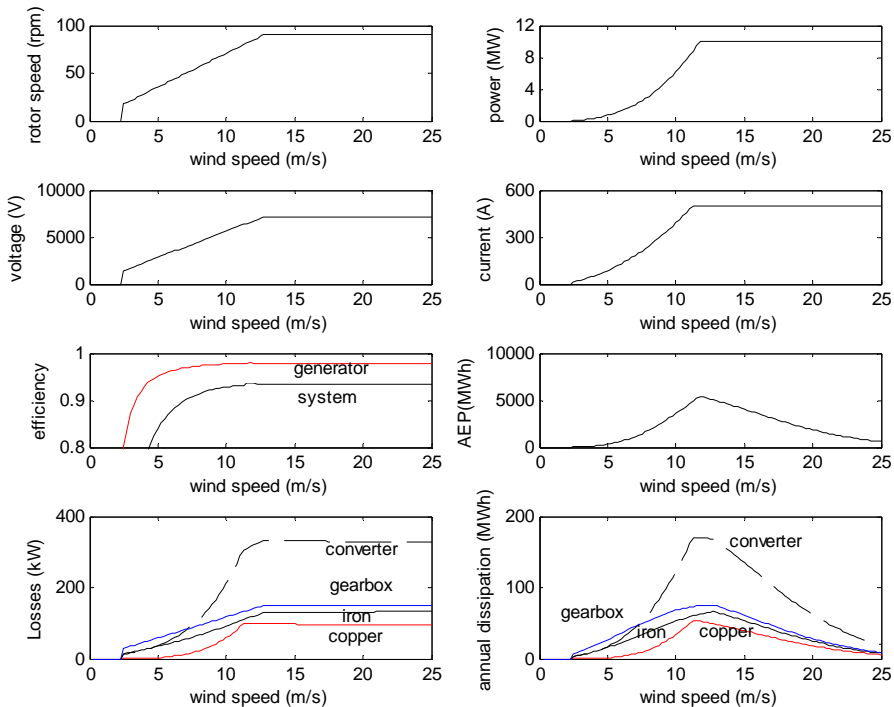 rotor speed (rpm)
100
50
0
0 5 10 15 20 25
wind speed (m/s)
power (MW)
12
8
4
0
0 5 10 15 20 25
wind speed (m/s)
voltage (V)
10000
5000
0
0 5 10 15 20 25
wind speed (m/s)
current (A)
600
300
0
0 5 10 15 20 25
wind speed (m/s)
efficiency
1
0.9
0.8
generator
system
0 5 10 15 20 25
wind speed (m/s)
AEP(MWh)
10000
5000
0
0 5 10 15 20 25
wind speed (m/s)
Losses (kW)
400
200
0
converter
gearbox
iron
copper
0 5 10 15 20 25
wind speed (m/s)
annual dissipation (MWh)
200
100
0
converter
gearbox
iron
copper
0 5 10 15 20 25
wind speed (m/s)